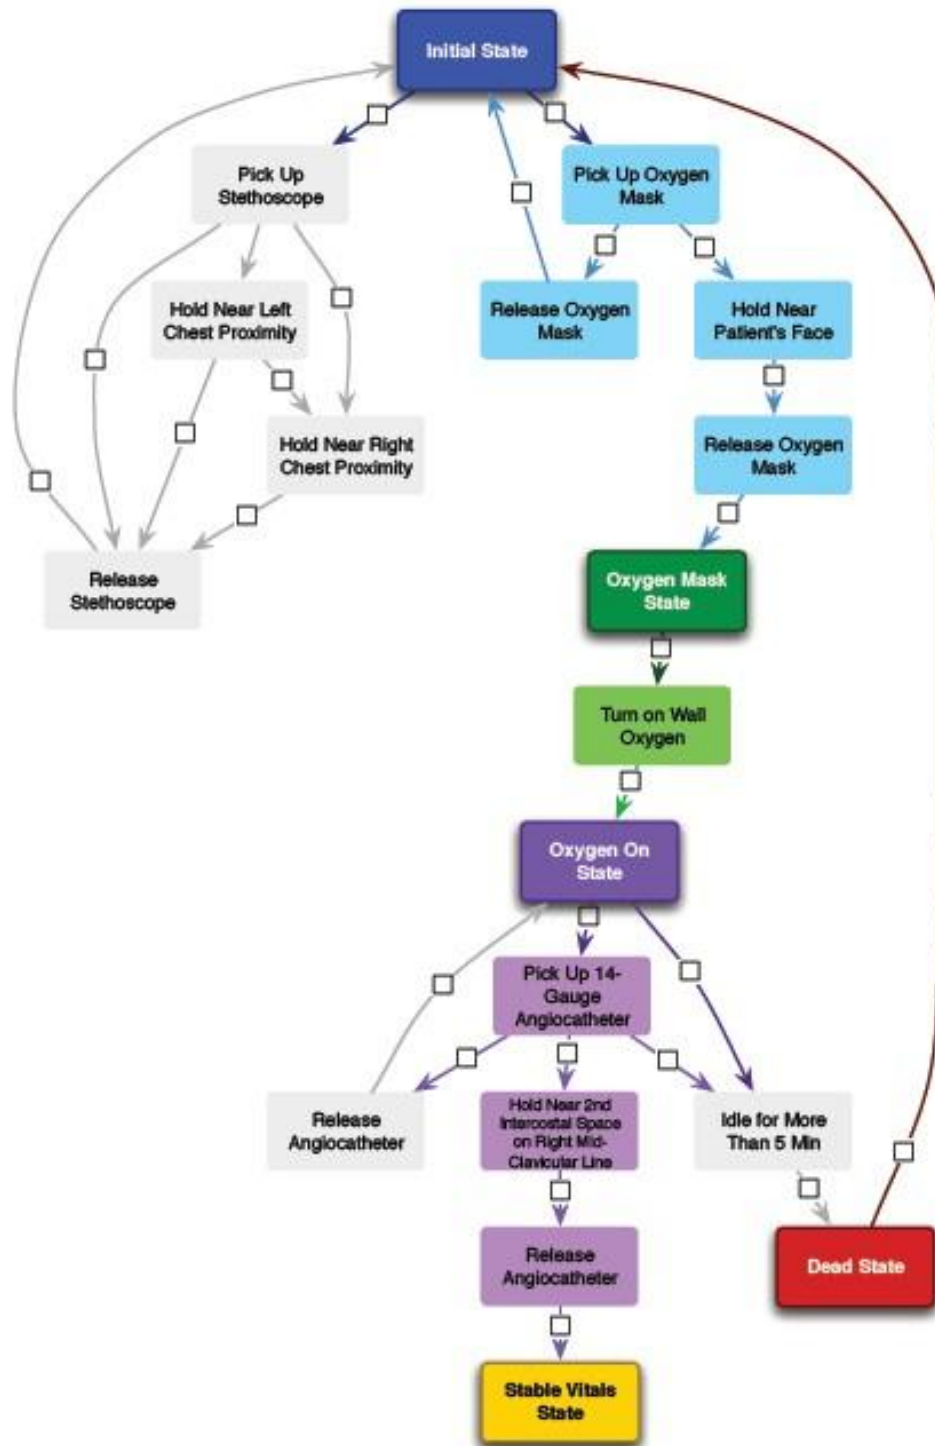 Initial State
Pick Up
Stethoscope
Pick Up Oxygen
Mask
Hold Near Left
Chest Proximity
Release Oxygen
Mask
Hold Near
Patient's Face
Hold Near Right
Chest Proximity
Release Oxygen
Mask
Release
Stethoscope
Oxygen Mask
State
Turn on Wall
Oxygen
Oxygen On
State
Pick Up 14-
Gauge
Angiocatheter
Release
Angiocatheter
Hold Near 2nd
Intercostal Space
on Right Mid-
Clavicular Line
Idle for More
Than 5 Min
Release
Angiocatheter
Dead State
Stable Vitals
State